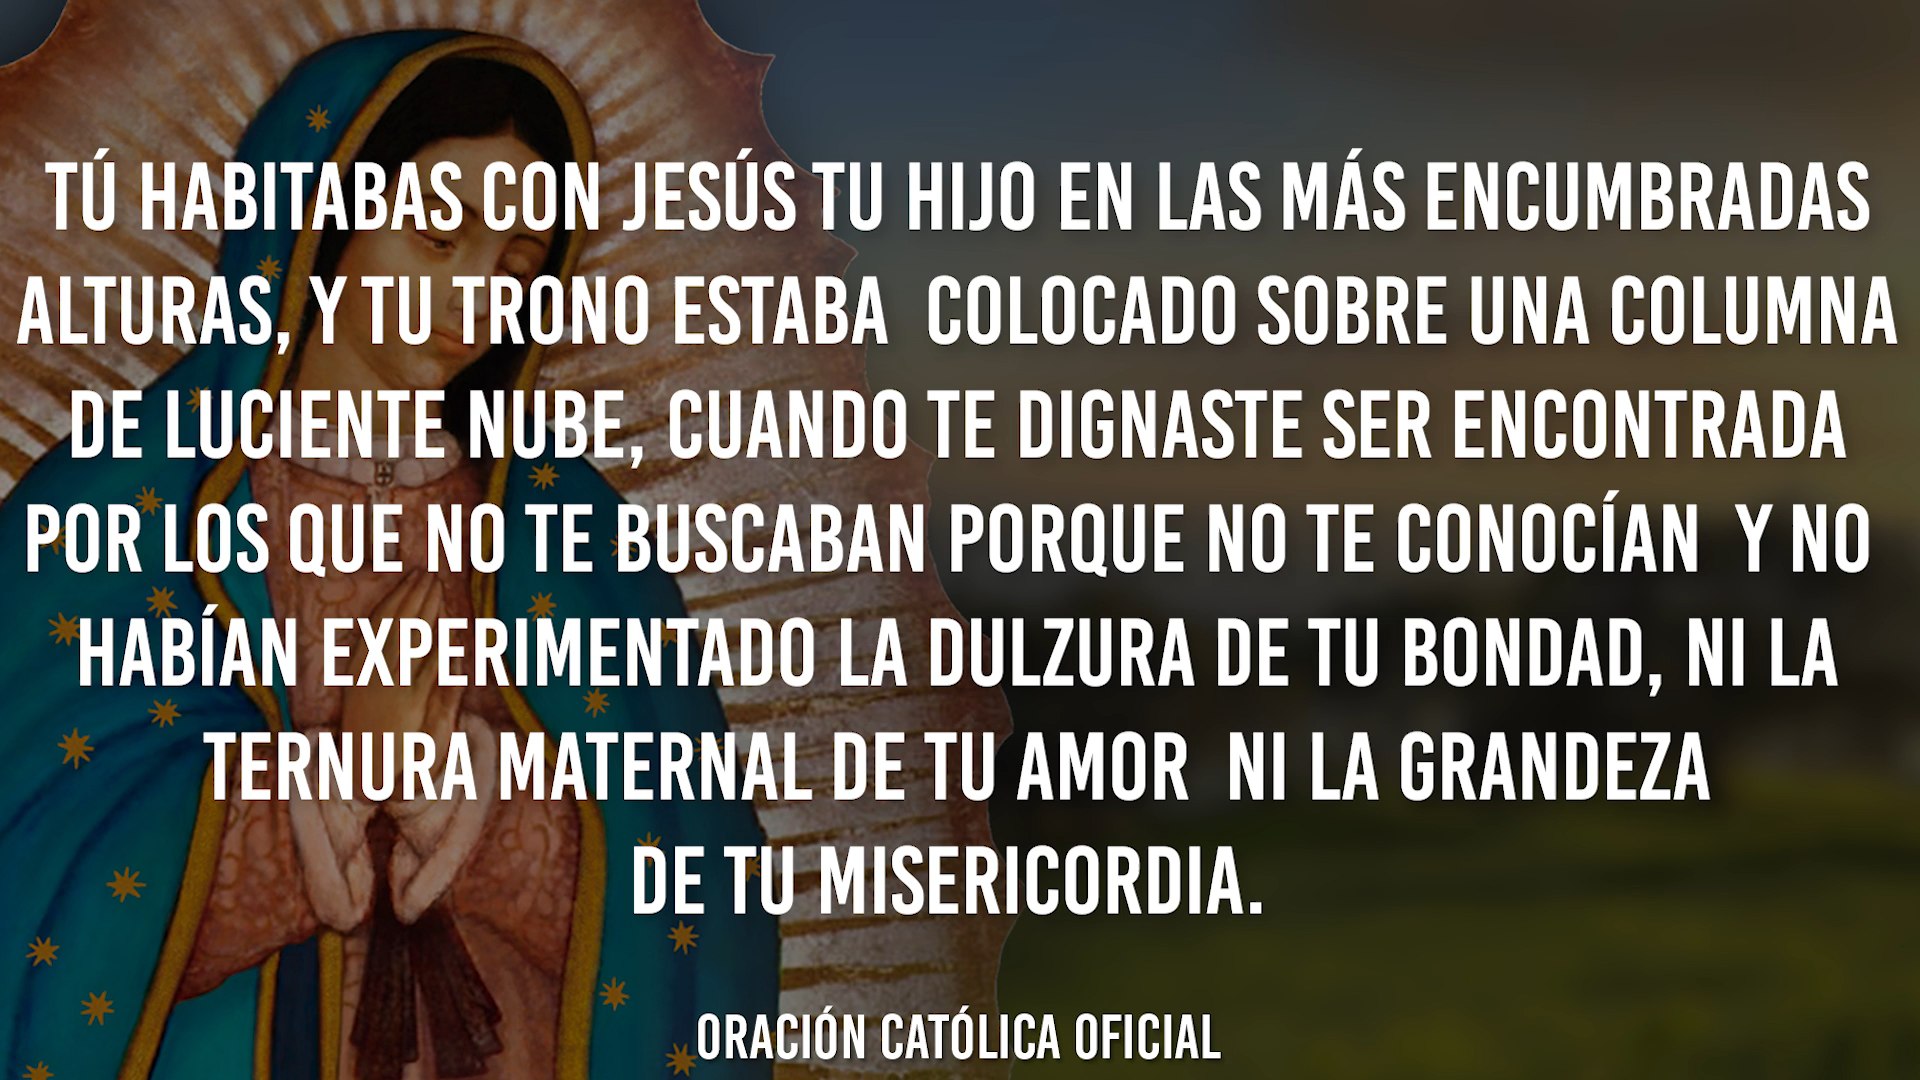 TÚ HABITABAS CON JESÚS TU HIJO EN LAS MÁS ENCUMBRADAS
ALTURAS, Y TU TRONO ESTABA COLOCADO SOBRE UNA COLUMNA
DE LUCIENTE NUBE, CUANDO TE DIGNASTE SER ENCONTRADA
POR LOS QUE NO TE BUSCABAN PORQUE NO TE CONOCÍAN Y NO
HABÍAN EXPERIMENTADO LA DULZURA DE TU BONDAD, NI LA
TERNURA MATERNAL DE TU AMOR NI LA GRANDEZA
DE TU MISERICORDIA.
ORACIÓN CATÓLICA OFICIAL